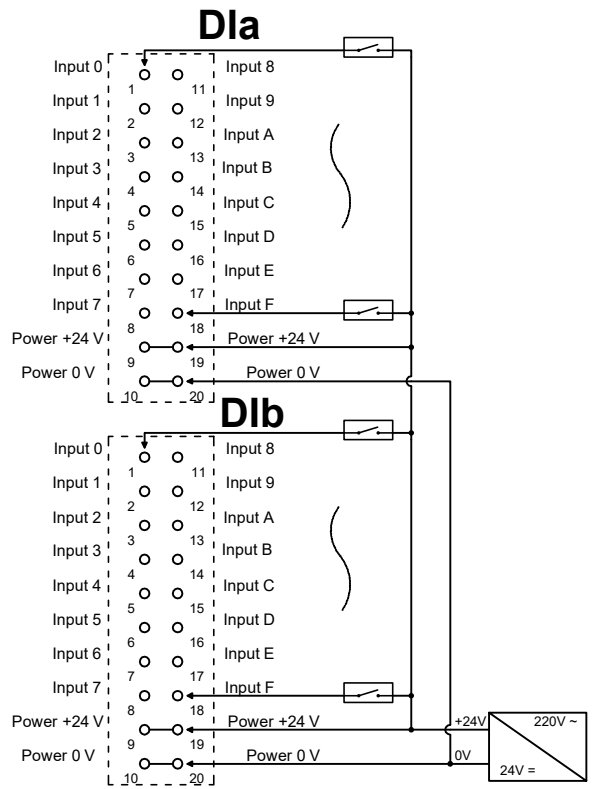 DIa
Input 0 Input 8
1 11
Input 1 Input 9
2 12
Input 2 Input A
3 13
Input 3 Input B
4 14
Input 4 Input C
5 15
Input 5 Input D
6 16
Input 6 Input E
7 17
Input 7 Input F
8 18
Power +24 V Power +24 V
9 19
Power 0 V Power 0 V
10 20
DIb
Input 0 Input 8
1 11
Input 1 Input 9
2 12
Input 2 Input A
3 13
Input 3 Input B
4 14
Input 4 Input C
5 15
Input 5 Input D
6 16
Input 6 Input E
7 17
Input 7 Input F
8 18
Power +24 V Power +24 V +24V 220V ~
9 19
Power 0 V Power 0 V 0V
10 20 24V =